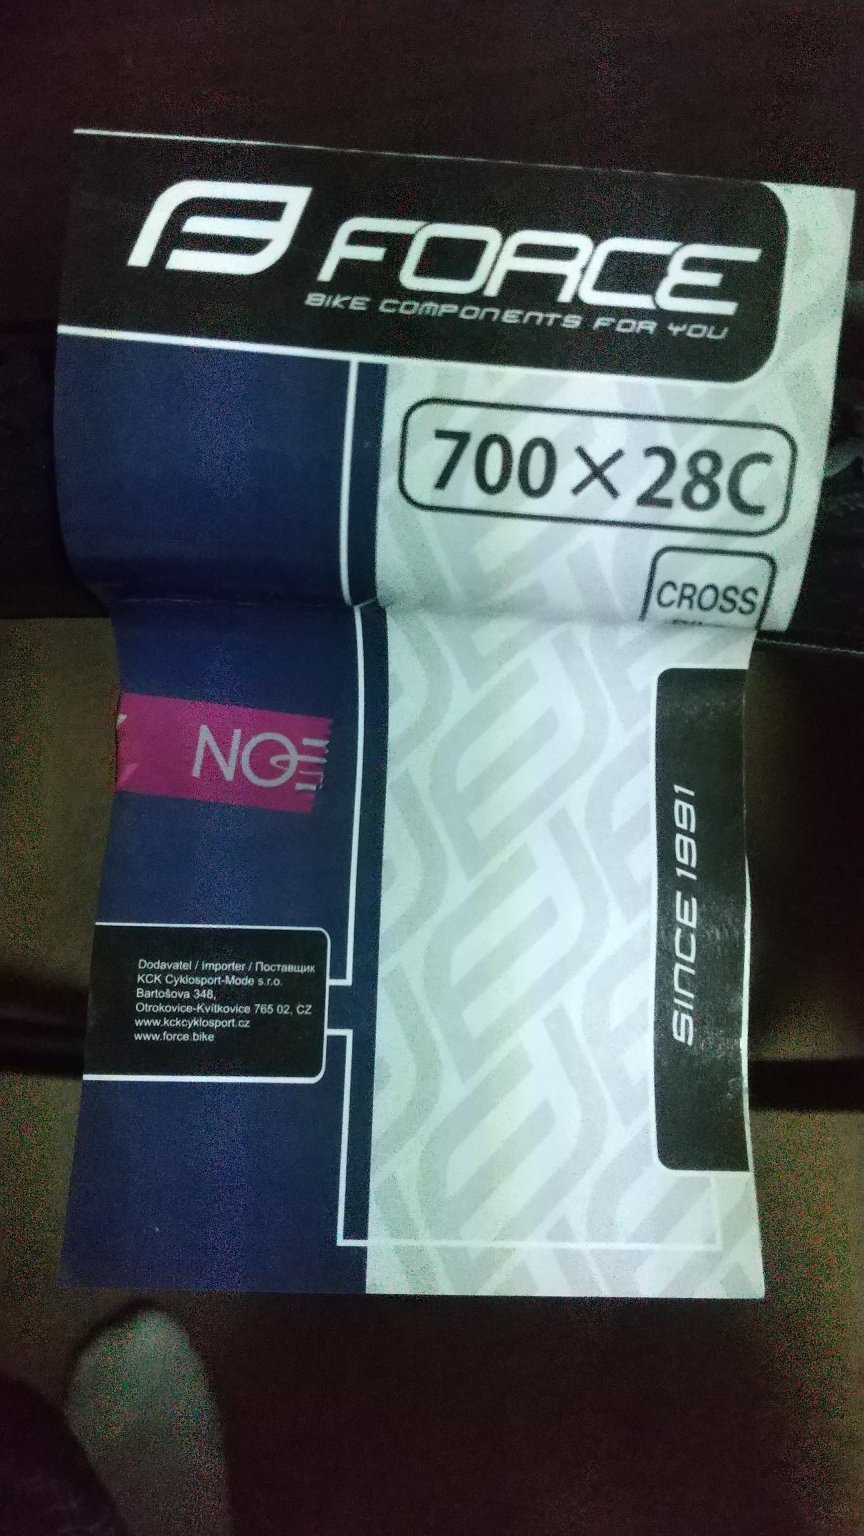 FORCE
BIKE COMPONENTS FOR YOU
700×28C
CROSS
NO
SINCE 1991
Dodavatel / Importer / Поставщик
KCK Cyklosport-Mode s.r.o.
Bartošova 348,
Otrokovice-Kvítkovice 765 02, CZ
www.kckcyklosport.cz
www.force.bike